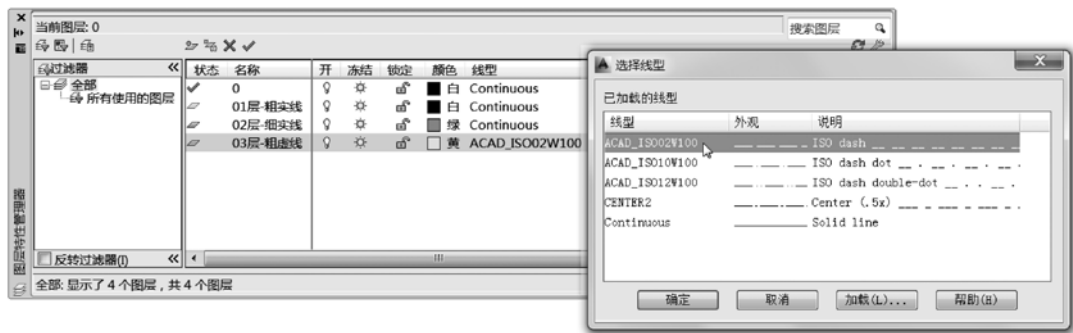 当前图层: 0
搜索图层
过滤器
全部
所有使用的图层
状态 名称 开 冻结 锁定 颜色 线型
0 白 Continuous
01层-粗实线 白 Continuous
02层-细实线 绿 Continuous
03层-粗虚线 黄 ACAD_ISO02W100
反转过滤器(I)
全部: 显示了 4 个图层，共 4 个图层
图层特性管理器
选择线型
已加载的线型
线型 外观 说明
ACAD_ISO02W100 ISO dash
ACAD_ISO10W100 ISO dash dot
ACAD_ISO12W100 ISO dash double-dot
CENTER2 Center (.5x)
Continuous Solid line
确定 取消 加载(L)... 帮助(H)